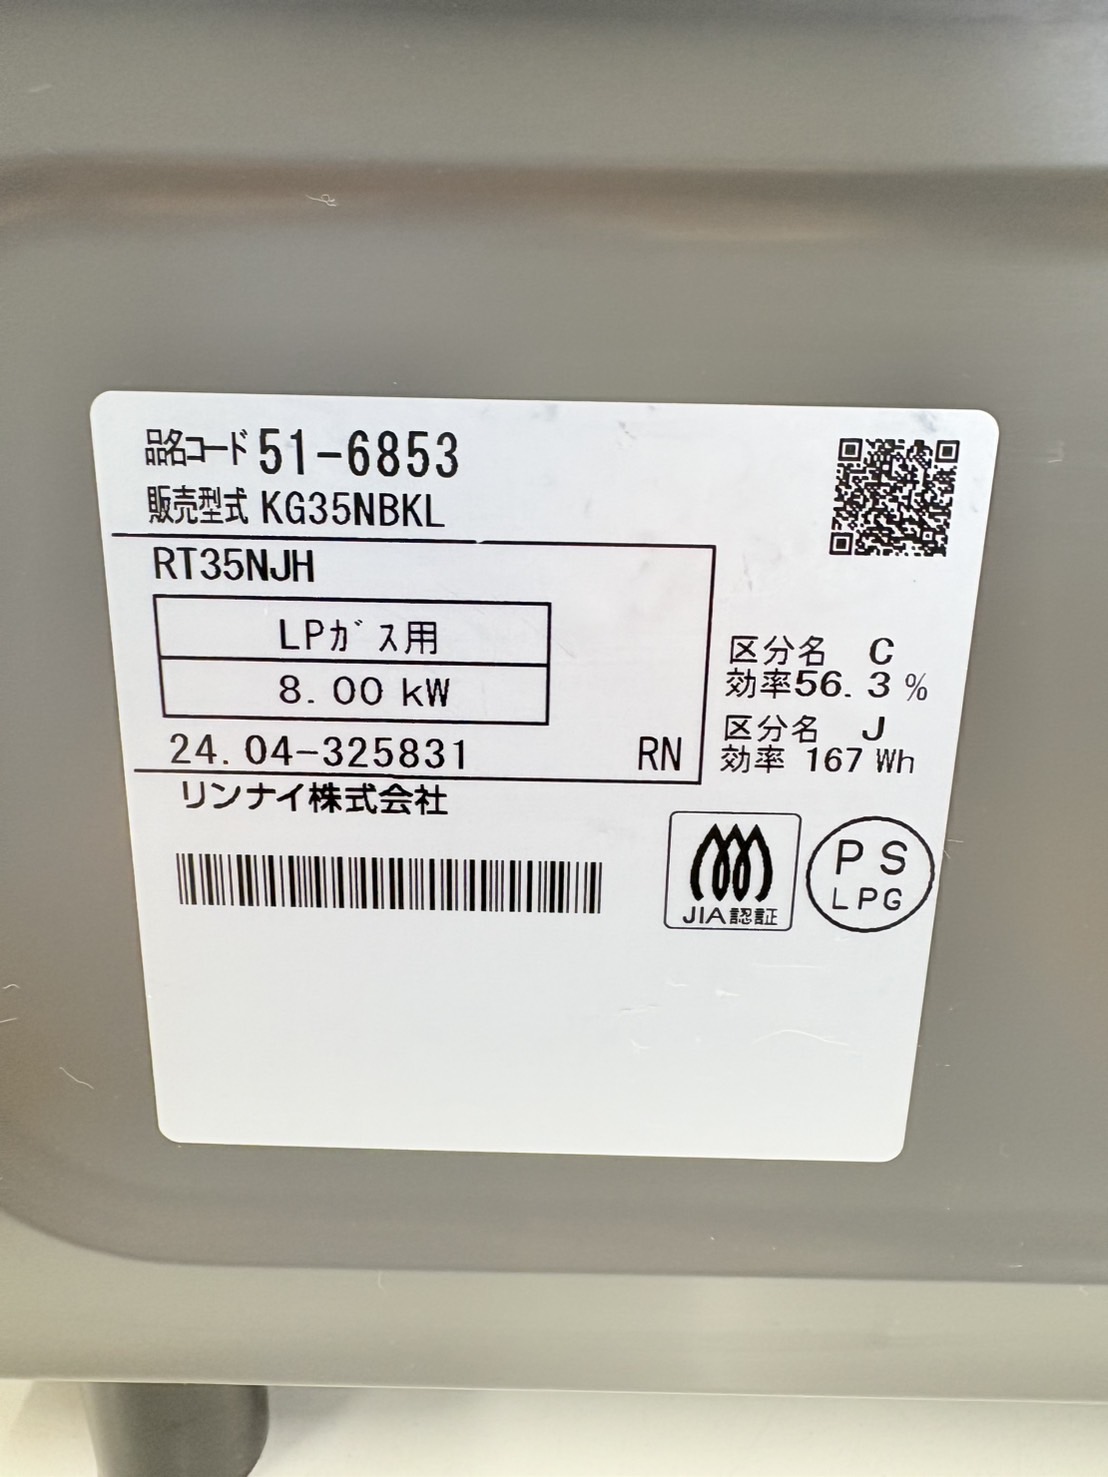 品名コード 51-6853
販売型式 KG35NBKL
RT35NJH
LPガス用
8.00 kW
24.04-325831 RN
リンナイ株式会社
区分名 C
効率56.3 %
区分名 J
効率 167 Wh
JIA認証
PS
LPG